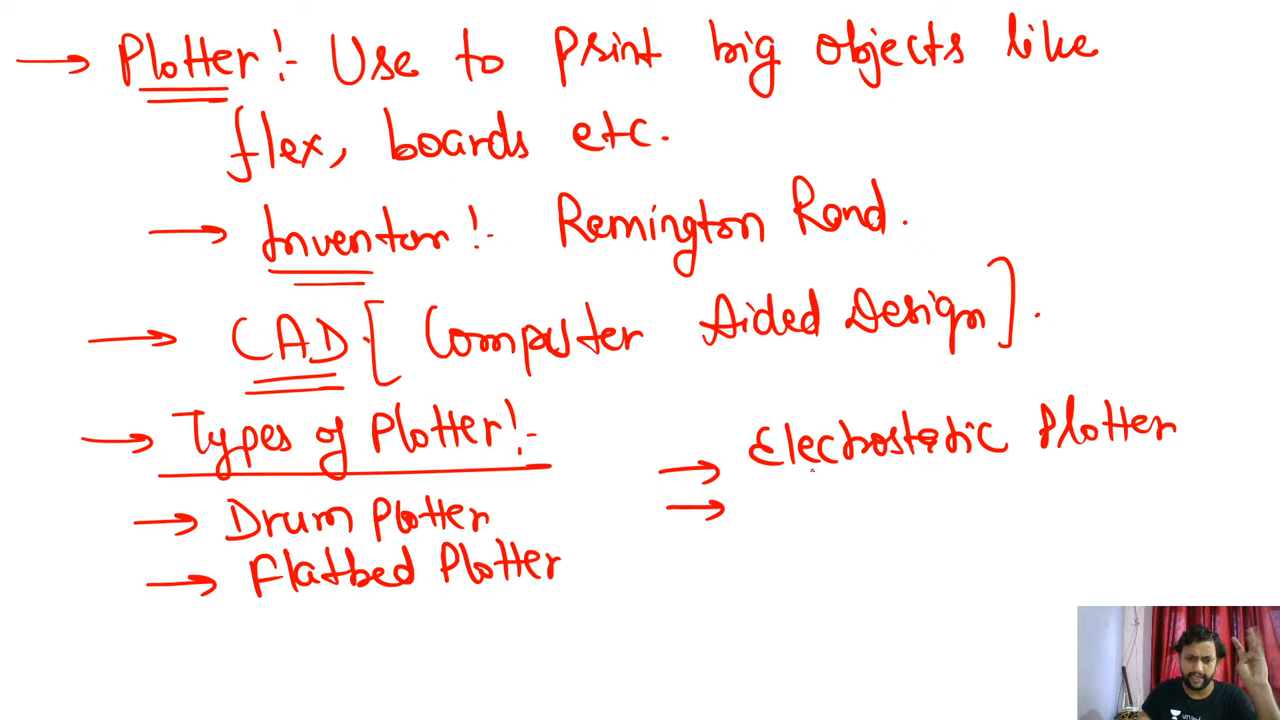 → Plotter :- Use to Print big objects like
flex, boards etc.
→ Inventor :- Remington Rand.
→ CAD [Computer Aided Design].
→ Types of Plotter :-
→ Drum Plotter
→ Flatbed Plotter
→ Electrostatic Plotter
→